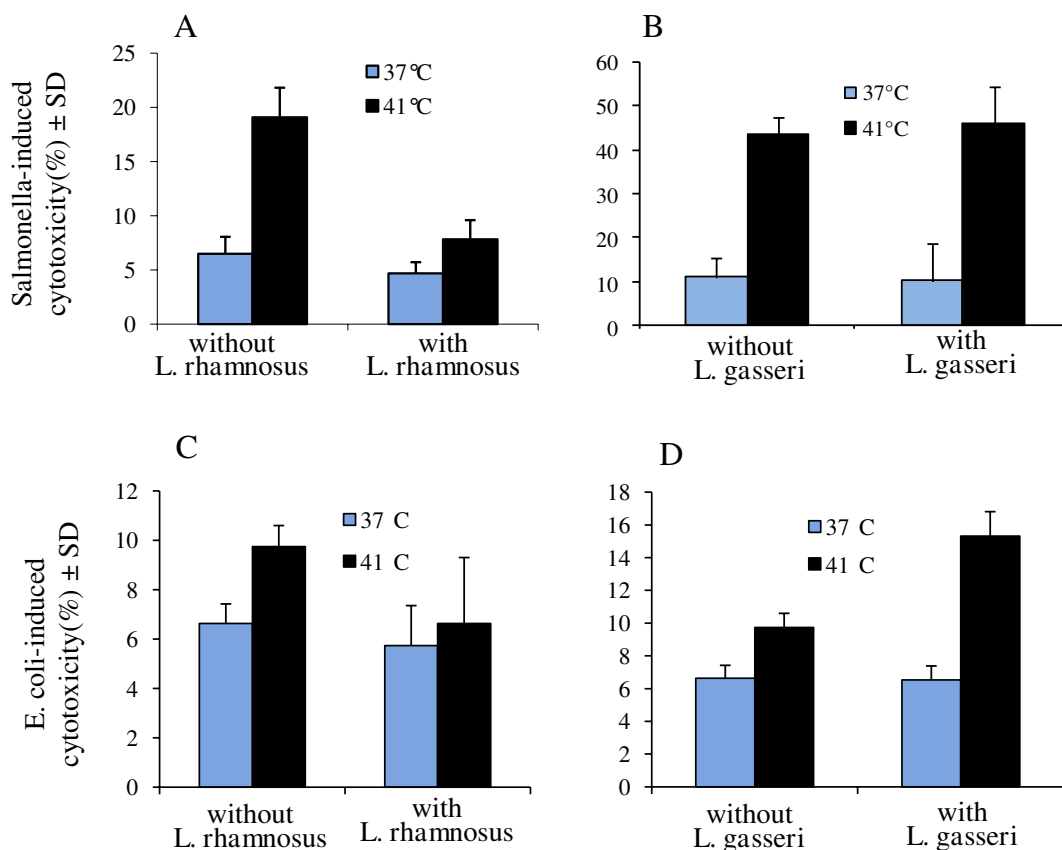 A
Salmonella-induced
cytotoxicity(%) ± SD
25
20
15
10
5
0
37°C
41°C
without
L. rhamnosus
with
L. rhamnosus
B
60
50
40
30
20
10
0
37°C
41°C
without
L. gasseri
with
L. gasseri
C
E. coli-induced
cytotoxicity(%) ± SD
12
10
8
6
4
2
0
37 C
41 C
without
L. rhamnosus
with
L. rhamnosus
D
18
16
14
12
10
8
6
4
2
0
37 C
41 C
without
L. gasseri
with
L. gasseri